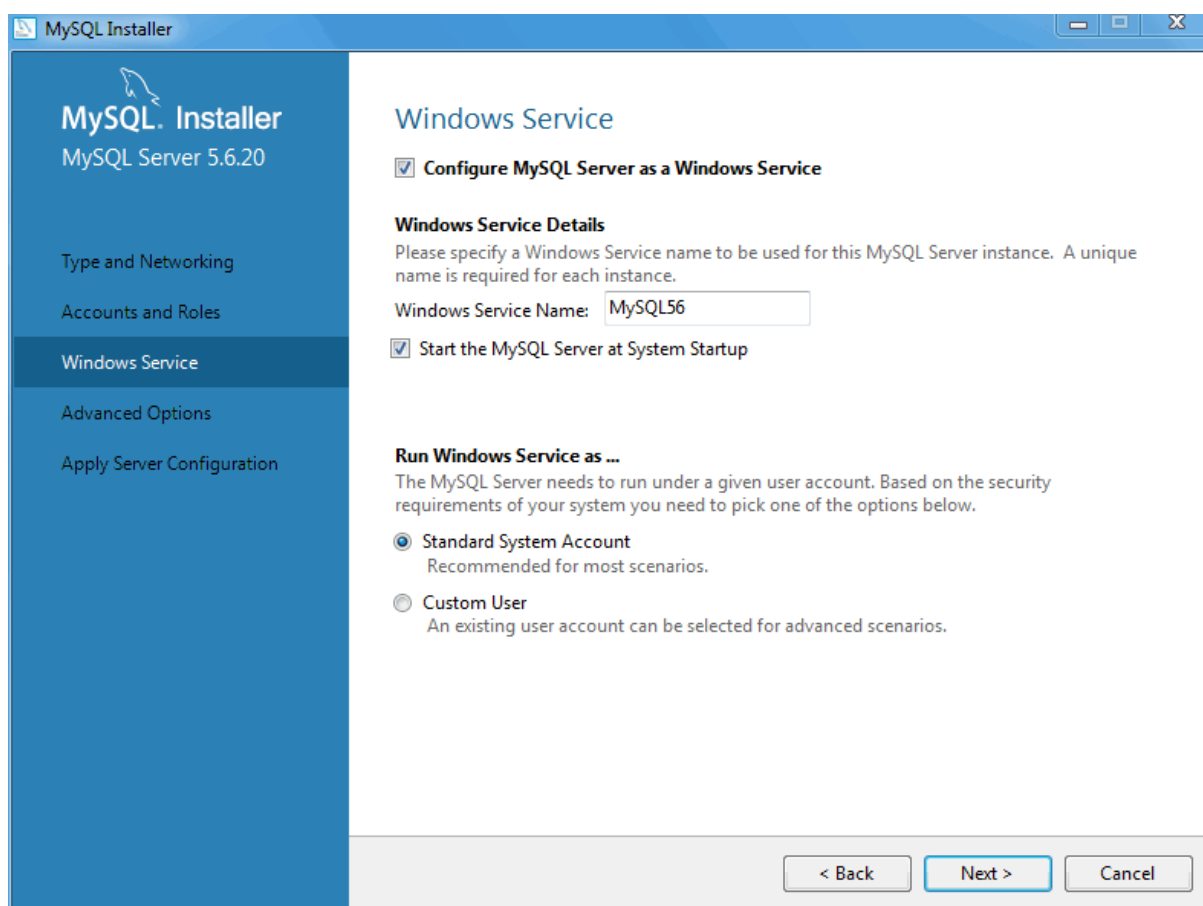 MySQL Installer
MySQL. Installer
MySQL Server 5.6.20
Type and Networking
Accounts and Roles
Windows Service
Advanced Options
Apply Server Configuration
Windows Service
Configure MySQL Server as a Windows Service
Windows Service Details
Please specify a Windows Service name to be used for this MySQL Server instance. A unique
name is required for each instance.
Windows Service Name: MySQL56
Start the MySQL Server at System Startup
Run Windows Service as ...
The MySQL Server needs to run under a given user account. Based on the security
requirements of your system you need to pick one of the options below.
Standard System Account
Recommended for most scenarios.
Custom User
An existing user account can be selected for advanced scenarios.
< Back Next > Cancel